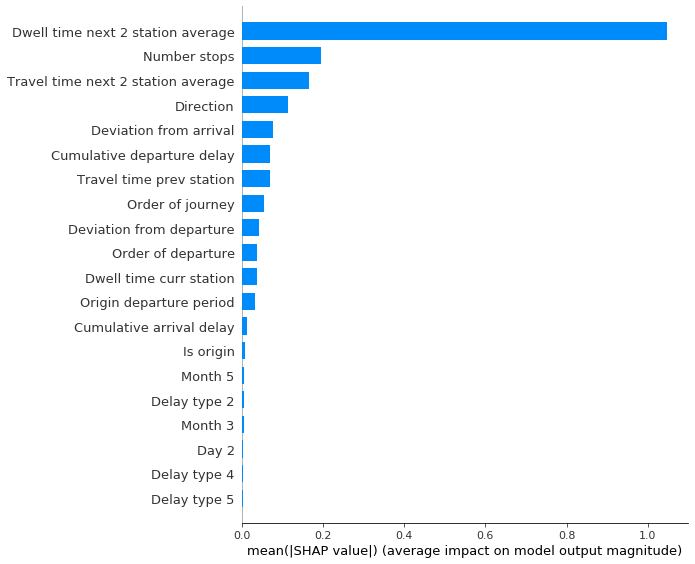 Dwell time next 2 station average
Number stops
Travel time next 2 station average
Direction
Deviation from arrival
Cumulative departure delay
Travel time prev station
Order of journey
Deviation from departure
Order of departure
Dwell time curr station
Origin departure period
Cumulative arrival delay
Is origin
Month 5
Delay type 2
Month 3
Day 2
Delay type 4
Delay type 5
0.0 0.2 0.4 0.6 0.8 1.0
mean(|SHAP value|) (average impact on model output magnitude)